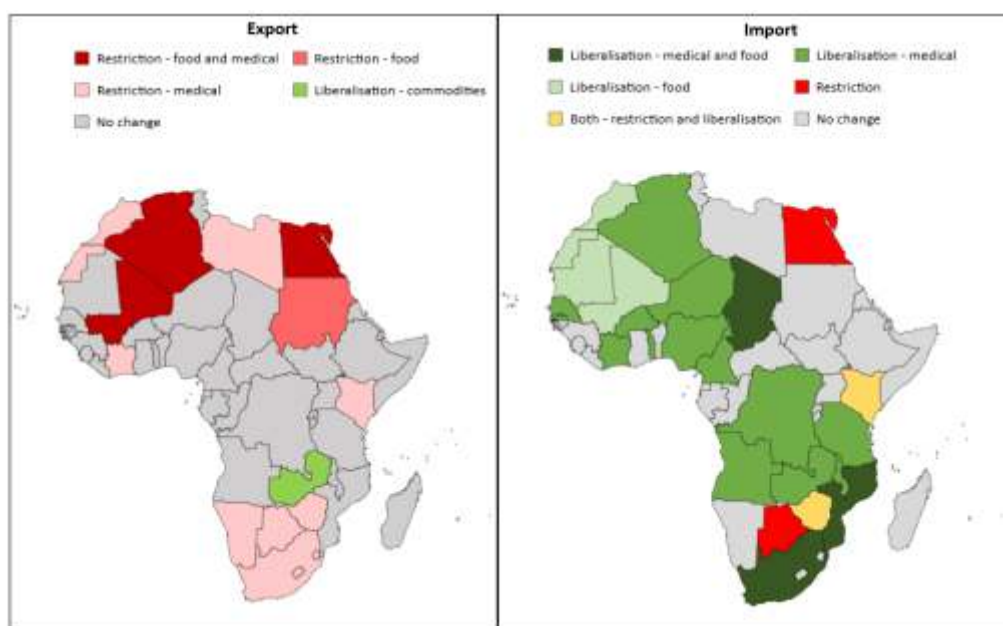 Export
Restriction - food and medical
Restriction - food
Restriction - medical
Liberalisation - commodities
No change
Import
Liberalisation - medical and food
Liberalisation - medical
Liberalisation - food
Restriction
Both - restriction and liberalisation
No change